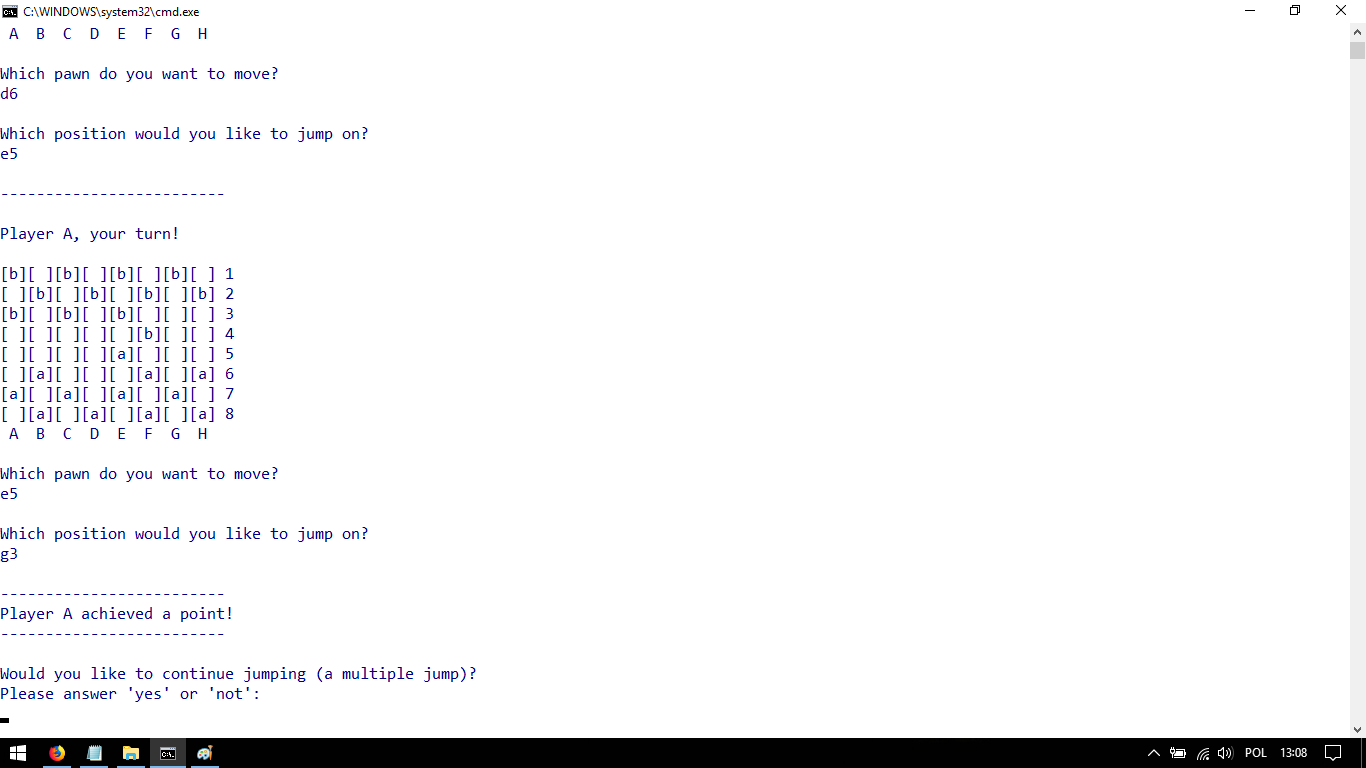 C:\WINDOWS\system32\cmd.exe
A B C D E F G H
Which pawn do you want to move?
d6
Which position would you like to jump on?
e5
-------------------------
Player A, your turn!
[b][ ][b][ ][b][ ][b][ ] 1
[ ][b][ ][b][ ][b][ ][b] 2
[b][ ][b][ ][b][ ][ ][ ] 3
[ ][ ][ ][ ][ ][b][ ][ ] 4
[ ][ ][ ][ ][a][ ][ ][ ] 5
[ ][a][ ][ ][ ][a][ ][a] 6
[a][ ][a][ ][a][ ][a][ ] 7
[ ][a][ ][a][ ][a][ ][a] 8
A B C D E F G H
Which pawn do you want to move?
e5
Which position would you like to jump on?
g3
-------------------------
Player A achieved a point!
-------------------------
Would you like to continue jumping (a multiple jump)?
Please answer 'yes' or 'not':
POL 13:08